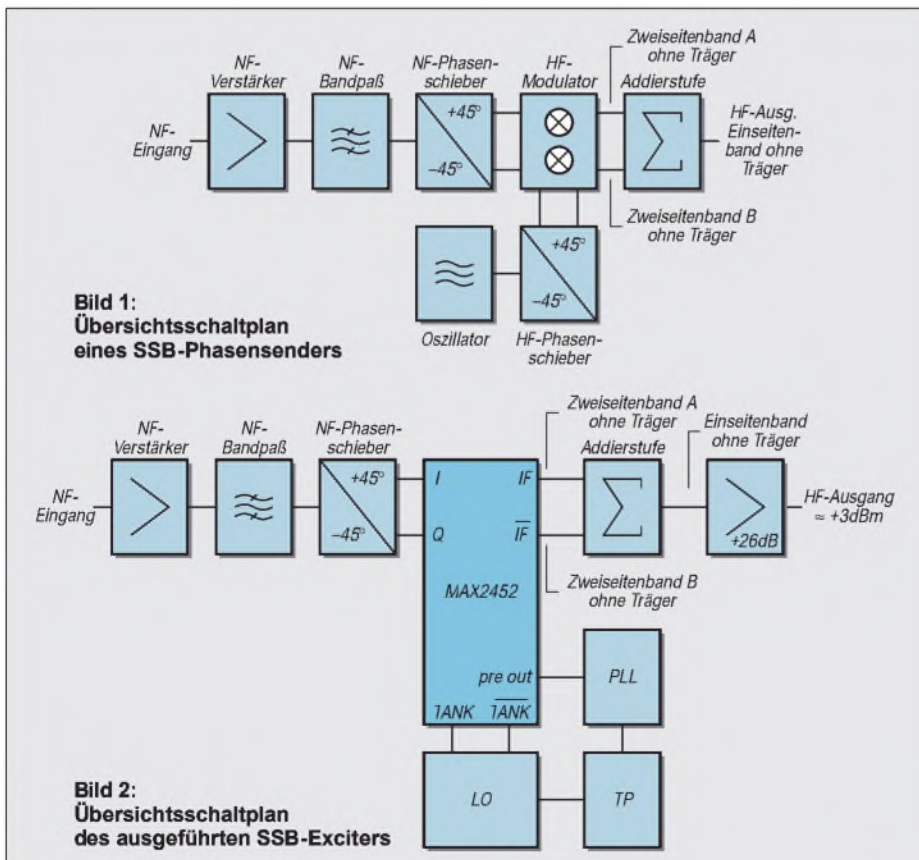 Zweiseitenband A
ohne Träger
NF-
Verstärker
NF-
Bandpaß
NF-Phasen-
schieber
HF-
Modulator
Addierstufe
NF-
Eingang
+45°
–45°
HF-Ausg.
Einseiten-
band ohne
Träger
Zweiseitenband B
ohne Träger
+45°
–45°
Oszillator
HF-Phasen-
schieber
Bild 1:
Übersichtsschaltplan
eines SSB-Phasensenders
Zweiseitenband A
ohne Träger
Einseitenband
ohne Träger
NF-
Verstärker
NF-
Bandpaß
NF-Phasen-
schieber
Addierstufe
NF-
Eingang
+45°
–45°
I
Q
IF
IF
MAX2452
+26dB
HF-Ausgang
≈ +3dBm
Zweiseitenband B
ohne Träger
pre out
PLL
TANK
TANK
LO
TP
Bild 2:
Übersichtsschaltplan
des ausgeführten SSB-Exciters